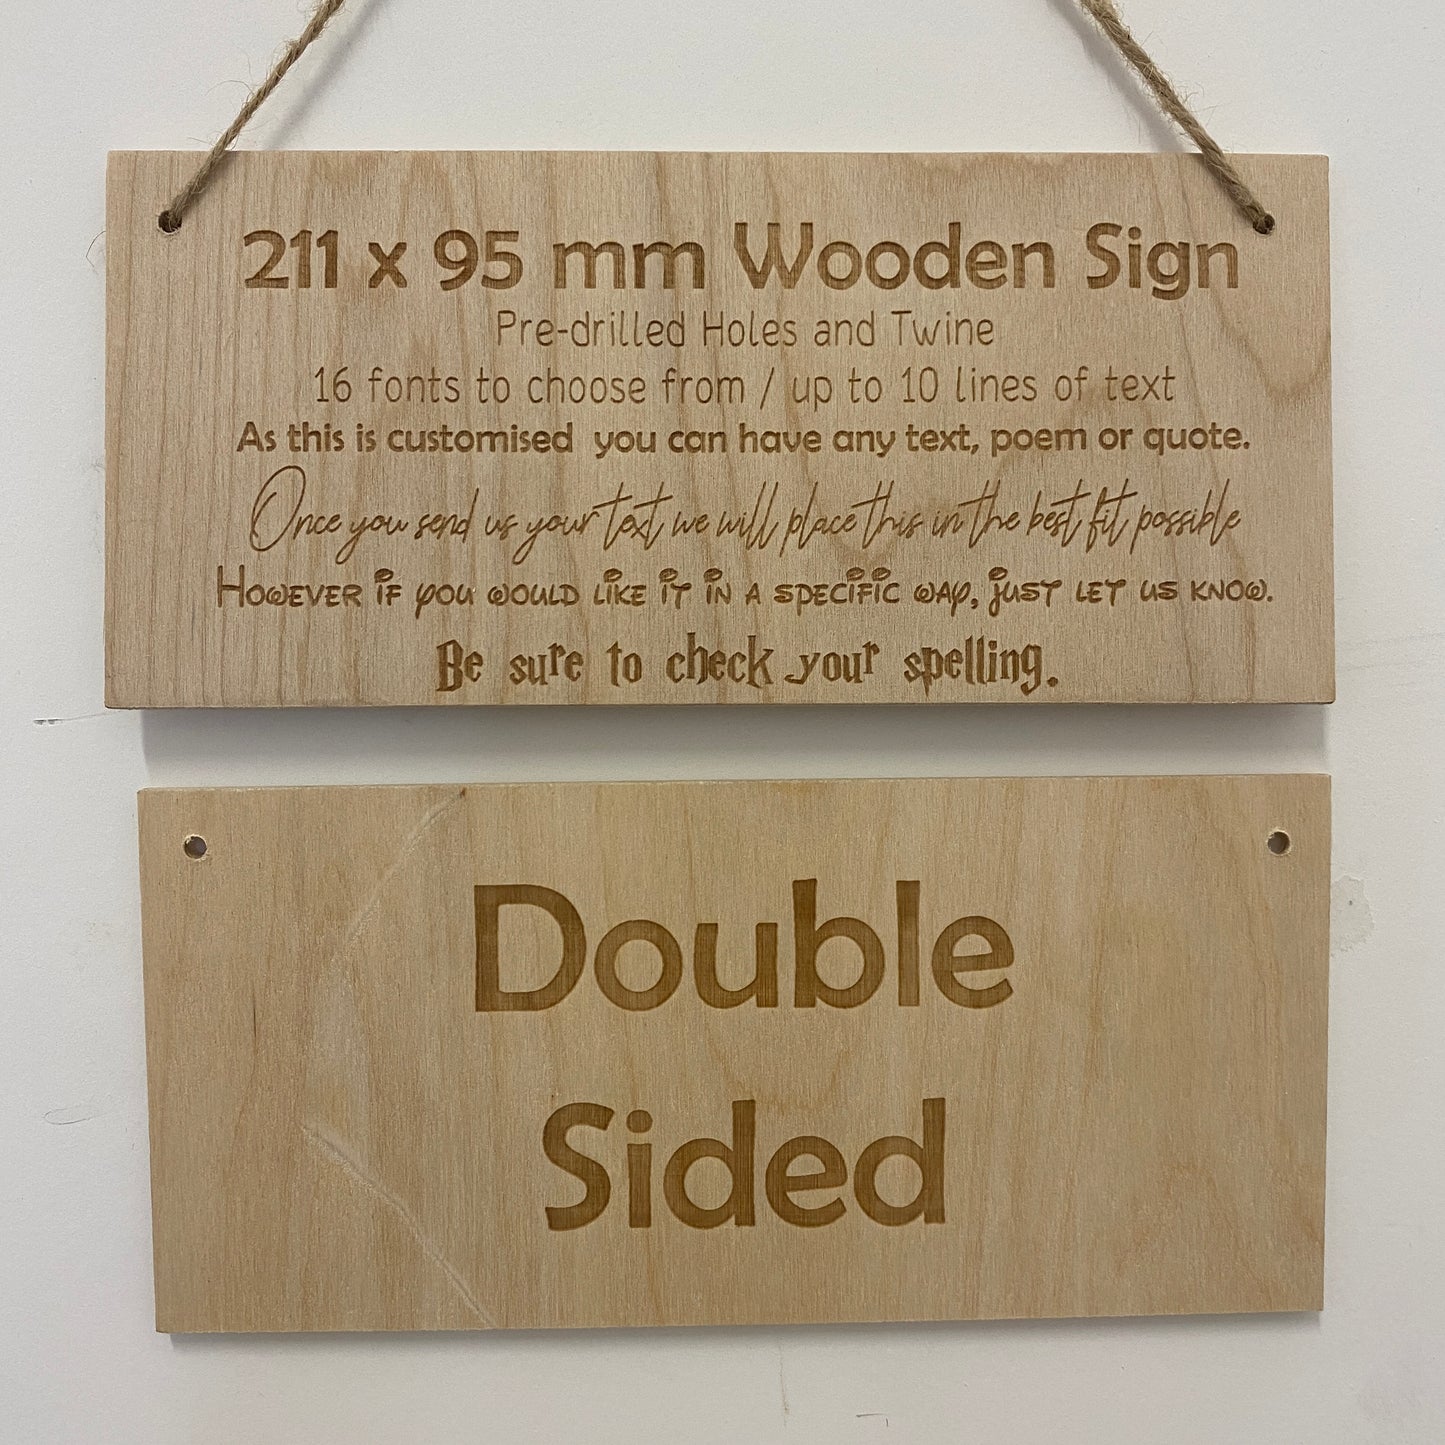 211 x 95 mm Wooden Sign
Pre-drilled Holes and Twine
16 fonts to choose from / up to 10 lines of text
As this is customised you can have any text, poem or quote.
Once you send us your text we will place this in the best fit possible
However if you would like it in a specific way, just let us know.
Be sure to check your spelling.
Double
Sided